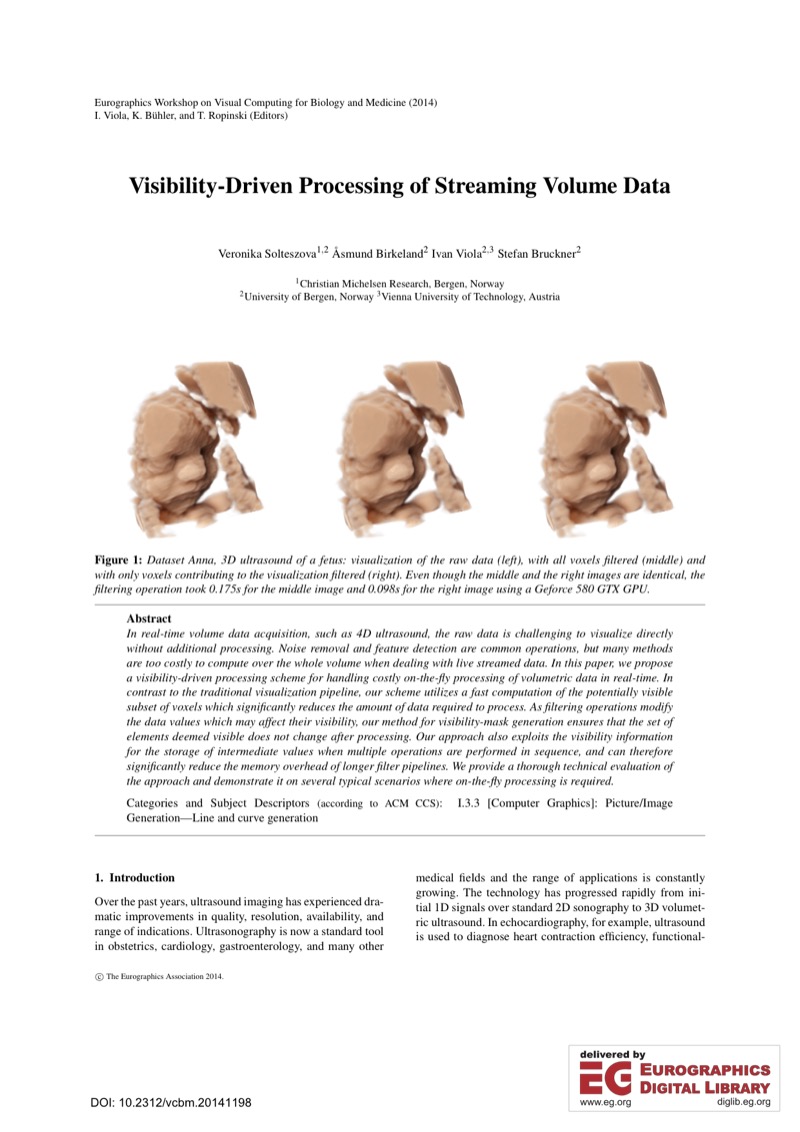 Eurographics Workshop on Visual Computing for Biology and Medicine (2014)
I. Viola, K. Bühler, and T. Ropinski (Editors)
Visibility-Driven Processing of Streaming Volume Data
Veronika Solteszova1,2 Åsmund Birkeland2 Ivan Viola2,3 Stefan Bruckner2
1Christian Michelsen Research, Bergen, Norway
2University of Bergen, Norway 3Vienna University of Technology, Austria
Figure 1: Dataset Anna, 3D ultrasound of a fetus: visualization of the raw data (left), with all voxels filtered (middle) and
with only voxels contributing to the visualization filtered (right). Even though the middle and the right images are identical, the
filtering operation took 0.175s for the middle image and 0.098s for the right image using a Geforce 580 GTX GPU.
Abstract
In real-time volume data acquisition, such as 4D ultrasound, the raw data is challenging to visualize directly
without additional processing. Noise removal and feature detection are common operations, but many methods
are too costly to compute over the whole volume when dealing with live streamed data. In this paper, we propose
a visibility-driven processing scheme for handling costly on-the-fly processing of volumetric data in real-time. In
contrast to the traditional visualization pipeline, our scheme utilizes a fast computation of the potentially visible
subset of voxels which significantly reduces the amount of data required to process. As filtering operations modify
the data values which may affect their visibility, our method for visibility-mask generation ensures that the set of
elements deemed visible does not change after processing. Our approach also exploits the visibility information
for the storage of intermediate values when multiple operations are performed in sequence, and can therefore
significantly reduce the memory overhead of longer filter pipelines. We provide a thorough technical evaluation of
the approach and demonstrate it on several typical scenarios where on-the-fly processing is required.
Categories and Subject Descriptors (according to ACM CCS): I.3.3 [Computer Graphics]: Picture/Image
Generation—Line and curve generation
1. Introduction
Over the past years, ultrasound imaging has experienced dra-
matic improvements in quality, resolution, availability, and
range of indications. Ultrasonography is now a standard tool
in obstetrics, cardiology, gastroenterology, and many other
medical fields and the range of applications is constantly
growing. The technology has progressed rapidly from ini-
tial 1D signals over standard 2D sonography to 3D volumet-
ric ultrasound. In echocardiography, for example, ultrasound
is used to diagnose heart contraction efficiency, functional-
© The Eurographics Association 2014.
DOI: 10.2312/vcbm.20141198
delivered by
EG EUROGRAPHICS
DIGITAL LIBRARY
www.eg.org diglib.eg.org